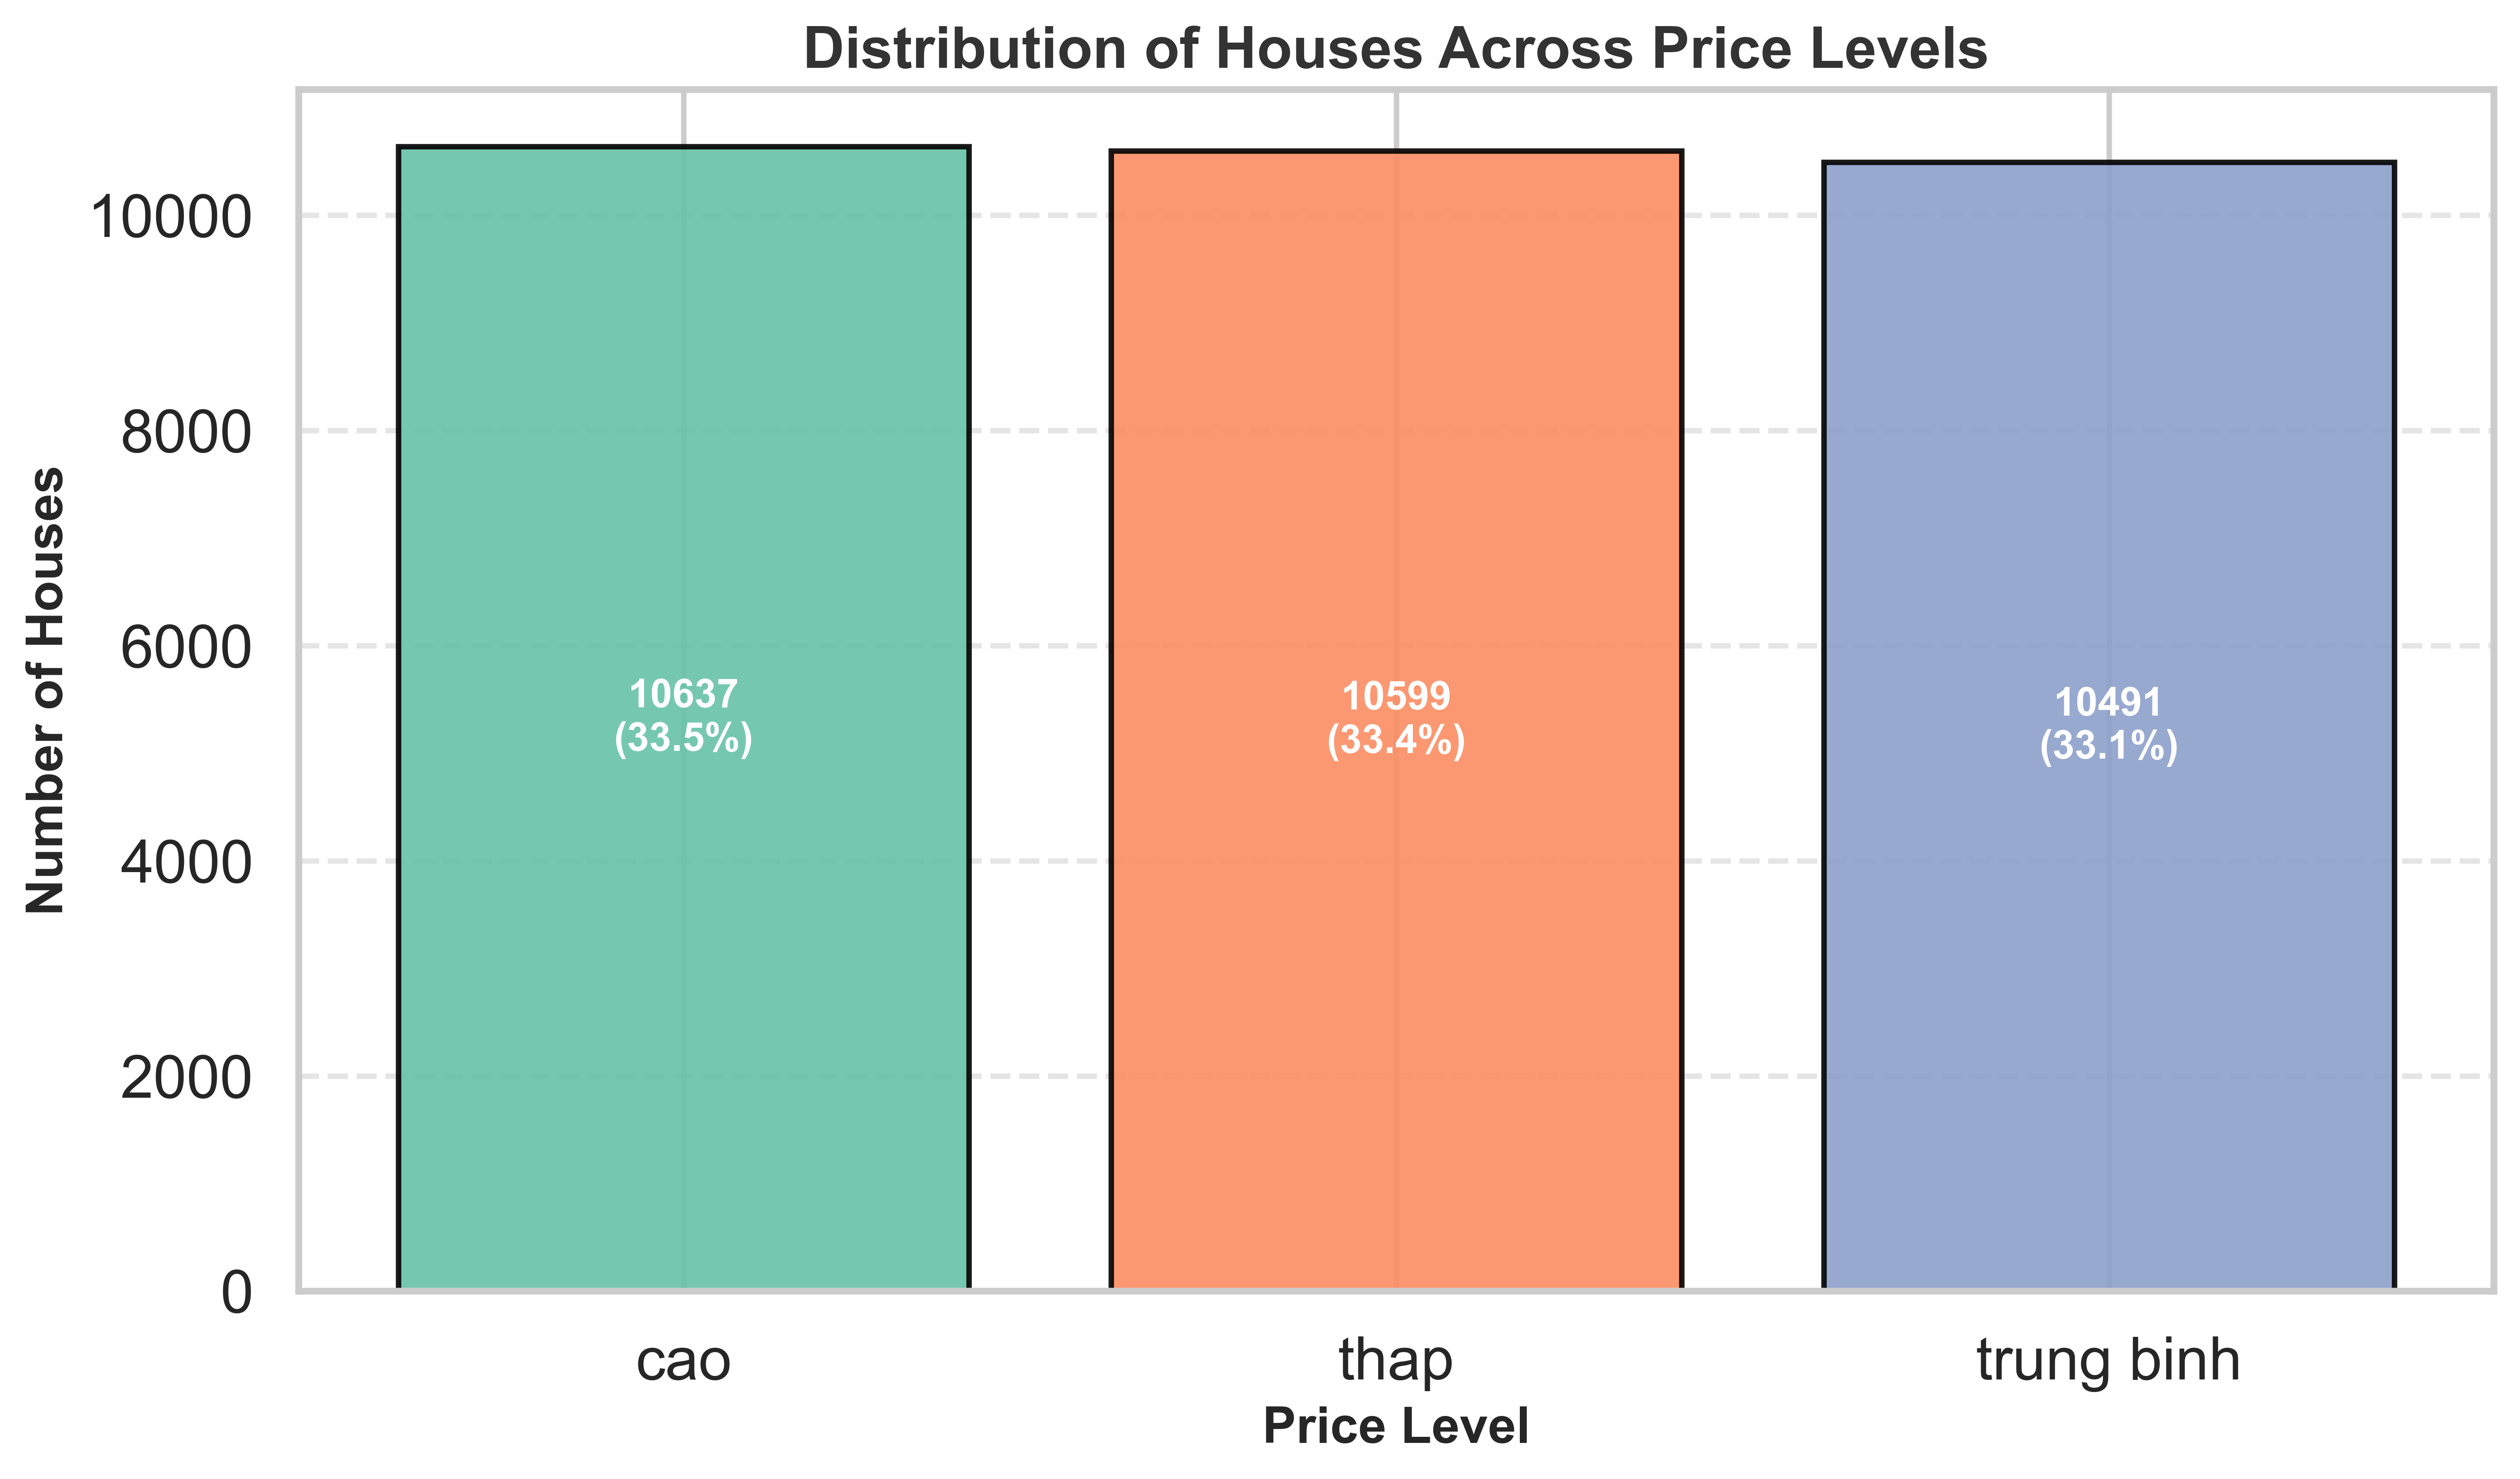 Distribution of Houses Across Price Levels
Number of Houses
10000
8000
6000
4000
2000
0
10637
(33.5%)
10599
(33.4%)
10491
(33.1%)
cao
thap
trung binh
Price Level